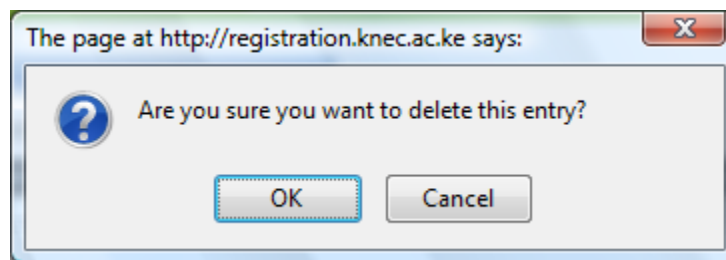 The page at http://registration.knec.ac.ke says:
Are you sure you want to delete this entry?
OK Cancel